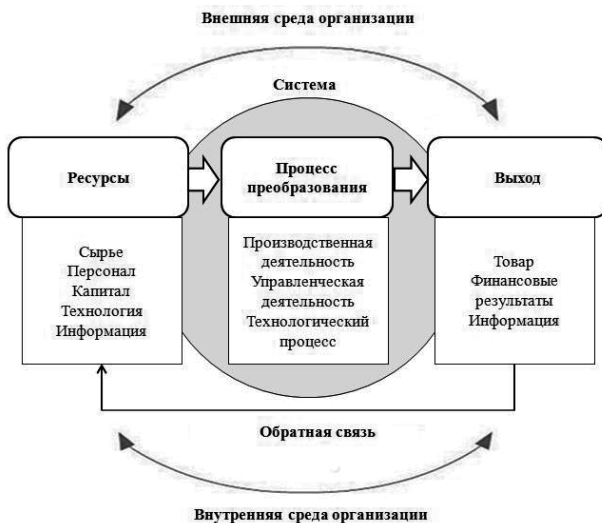 Внешняя среда организации
Система
Ресурсы
Процесс
преобразования
Выход
Сырье
Персонал
Капитал
Технология
Информация
Производственная
деятельность
Управленческая
деятельность
Технологический
процесс
Товар
Финансовые
результаты
Информация
Обратная связь
Внутренняя среда организации